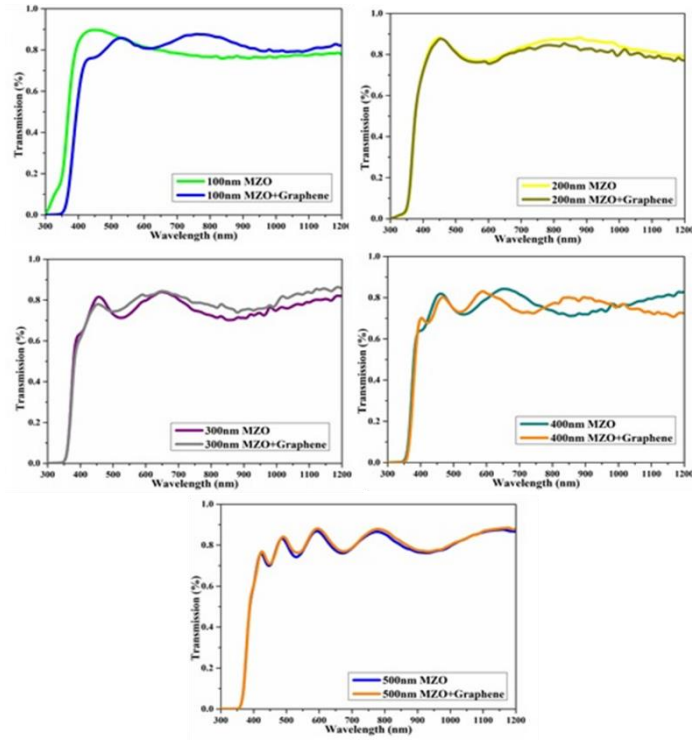 1.0
0.8
0.6
0.4
0.2
0.0
Transmission (%)
100nm MZO
100nm MZO+Graphene
300 400 500 600 700 800 900 1000 1100 1200
Wavelength (nm)
1.0
0.8
0.6
0.4
0.2
0.0
Transmission (%)
200nm MZO
200nm MZO+Graphene
300 400 500 600 700 800 900 1000 1100 1200
Wavelength (nm)
1.0
0.8
0.6
0.4
0.2
0.0
Transmission (%)
300nm MZO
300nm MZO+Graphene
300 400 500 600 700 800 900 1000 1100 1200
Wavelength (nm)
1.0
0.8
0.6
0.4
0.2
0.0
Transmission (%)
400nm MZO
400nm MZO+Graphene
300 400 500 600 700 800 900 1000 1100 1200
Wavelength (nm)
1.0
0.8
0.6
0.4
0.2
0.0
Transmission (%)
500nm MZO
500nm MZO+Graphene
300 400 500 600 700 800 900 1000 1100 1200
Wavelength (nm)